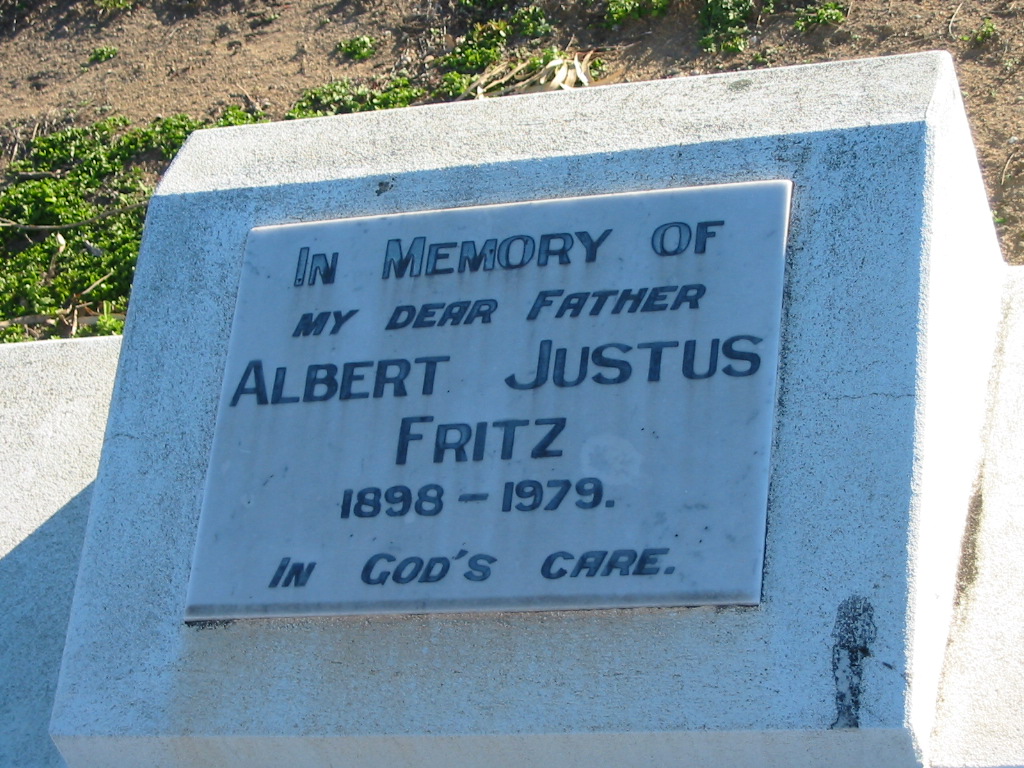 In Memory of
my dear Father
Albert Justus
Fritz
1898 – 1979.
In God's care.